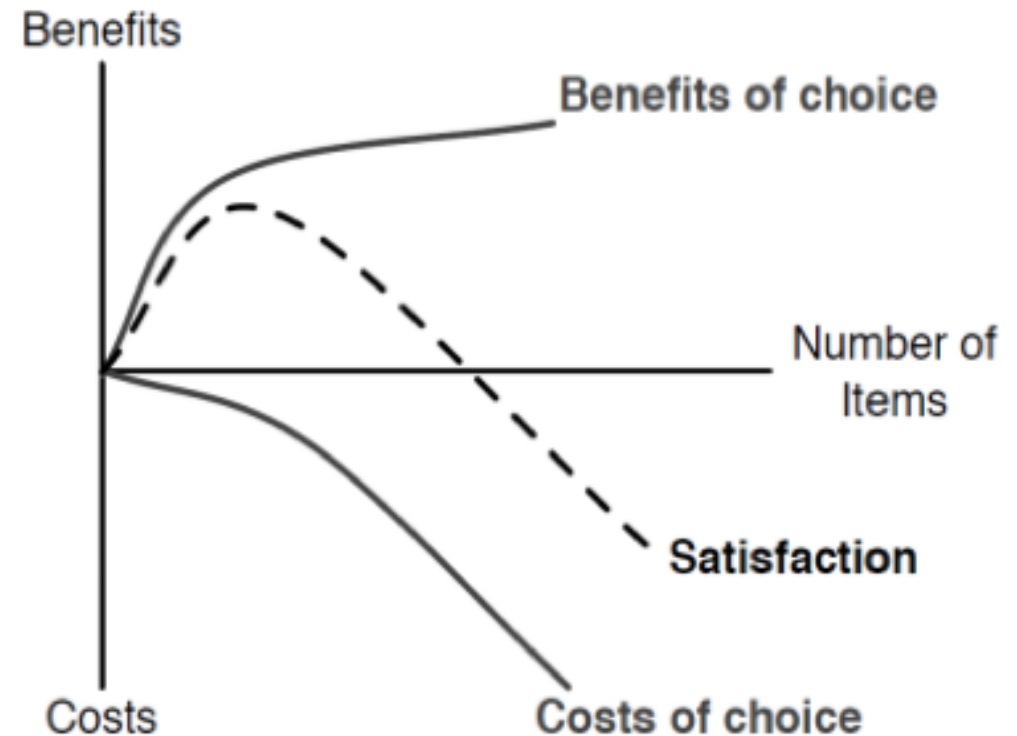 Benefits
Benefits of choice
Number of
Items
Satisfaction
Costs
Costs of choice